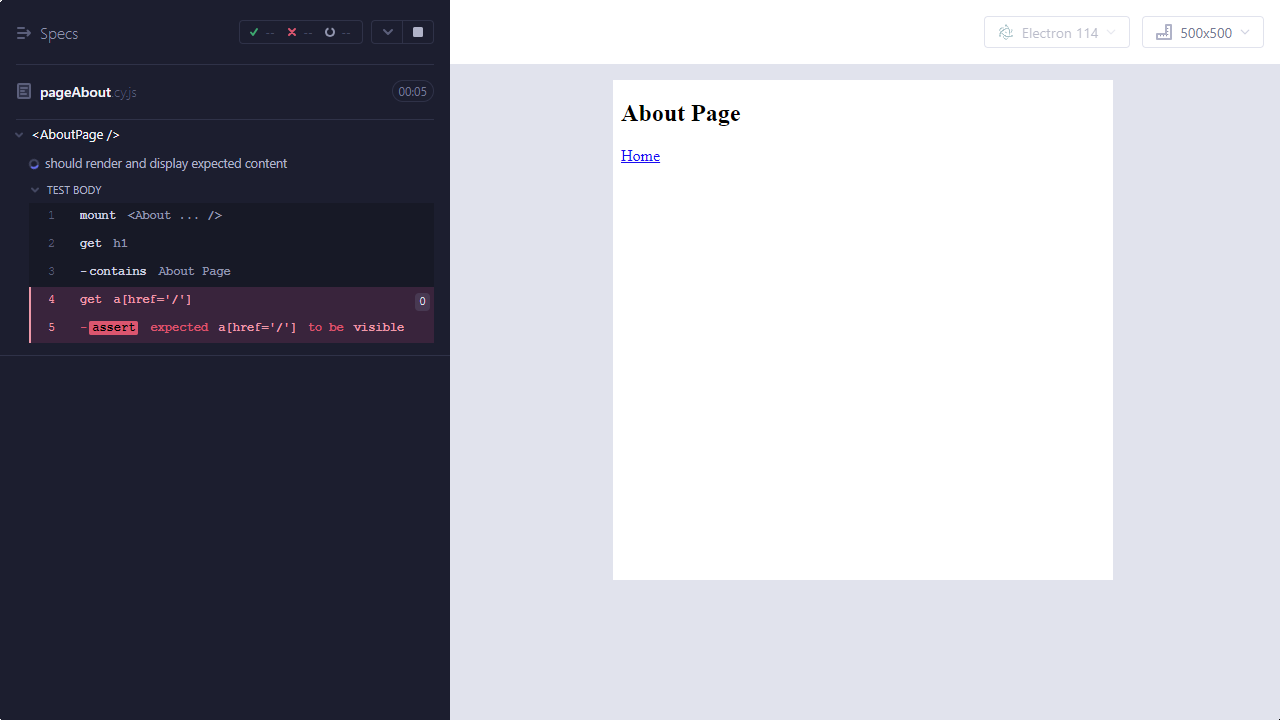 Specs
-- -- --
pageAbout.cy.js 00:05
<AboutPage />
should render and display expected content
TEST BODY
1 mount <About ... />
2 get h1
3 -contains About Page
4 get a[href='/'] 0
5 -assert expected a[href='/'] to be visible
Electron 114 500x500
About Page
Home